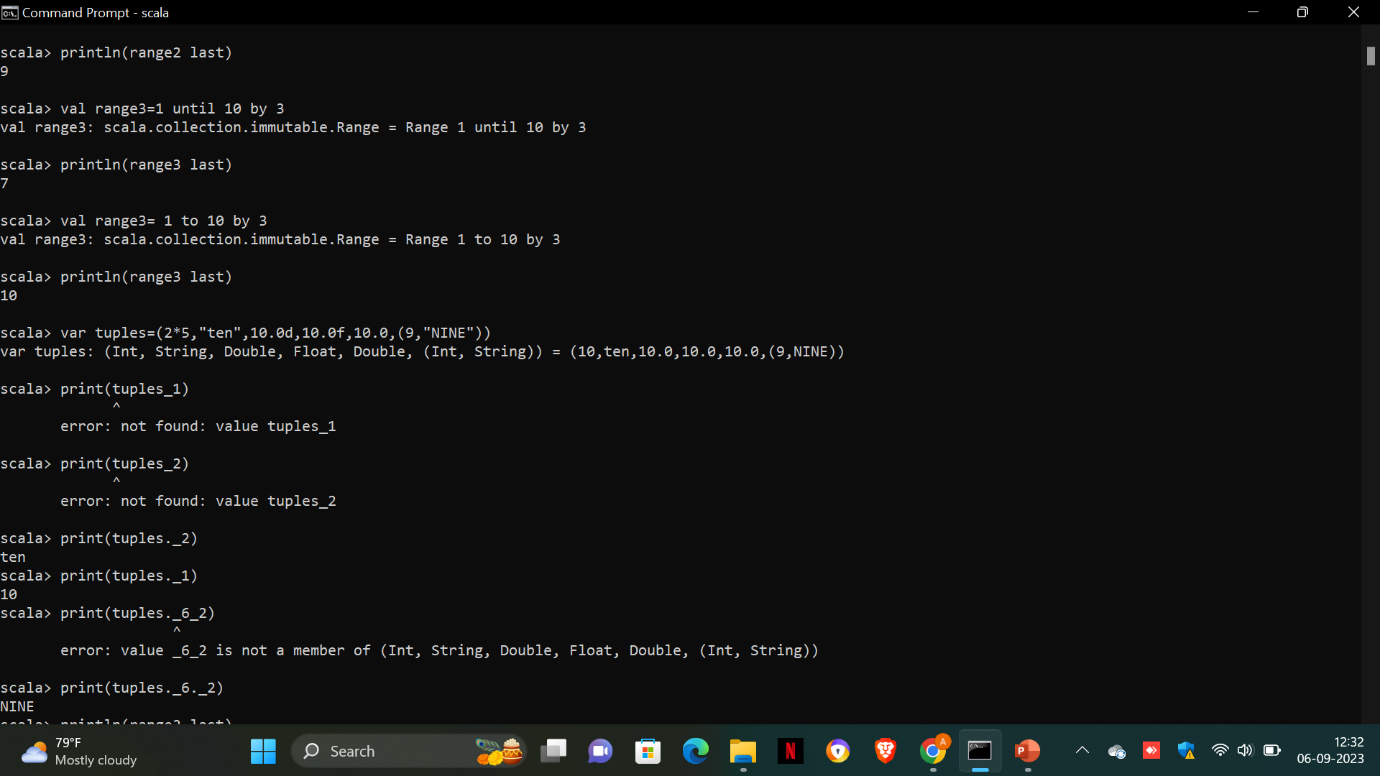 Command Prompt - scala
scala> println(range2 last)
9
scala> val range3=1 until 10 by 3
val range3: scala.collection.immutable.Range = Range 1 until 10 by 3
scala> println(range3 last)
7
scala> val range3= 1 to 10 by 3
val range3: scala.collection.immutable.Range = Range 1 to 10 by 3
scala> println(range3 last)
10
scala> var tuples=(2*5,"ten",10.0d,10.0f,10.0,(9,"NINE"))
var tuples: (Int, String, Double, Float, Double, (Int, String)) = (10,ten,10.0,10.0,10.0,(9,NINE))
scala> print(tuples_1)
^
error: not found: value tuples_1
scala> print(tuples_2)
^
error: not found: value tuples_2
scala> print(tuples._2)
ten
scala> print(tuples._1)
10
scala> print(tuples._6_2)
^
error: value _6_2 is not a member of (Int, String, Double, Float, Double, (Int, String))
scala> print(tuples._6._2)
NINE
79°F
Mostly cloudy
Search
12:32
06-09-2023